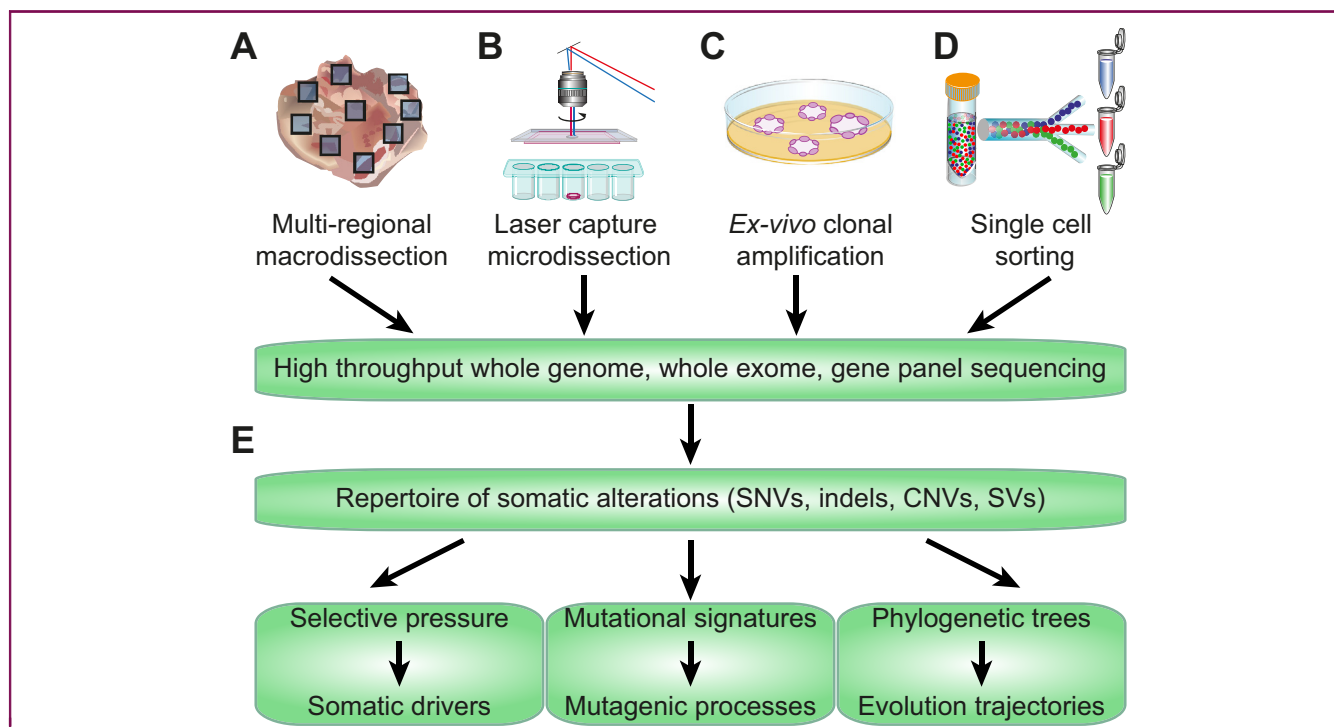 A
B
C
D
Multi-regional
macrodissection
Laser capture
microdissection
Ex-vivo clonal
amplification
Single cell
sorting
High throughput whole genome, whole exome, gene panel sequencing
E
Repertoire of somatic alterations (SNVs, indels, CNVs, SVs)
Selective pressure
Somatic drivers
Mutational signatures
Mutagenic processes
Phylogenetic trees
Evolution trajectories